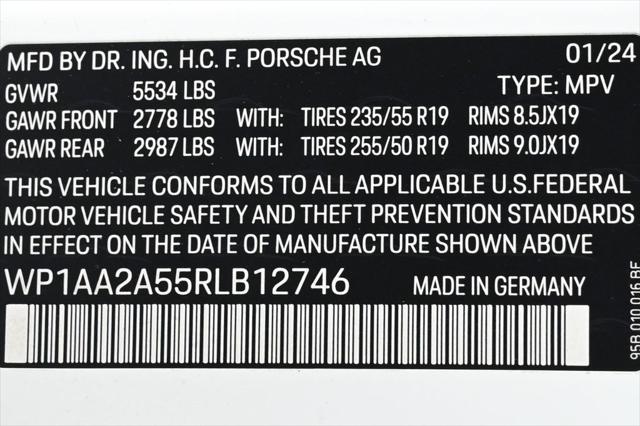 MFD BY DR. ING. H.C. F. PORSCHE AG 01/24
GVWR 5534 LBS TYPE: MPV
GAWR FRONT 2778 LBS WITH: TIRES 235/55 R19 RIMS 8.5JX19
GAWR REAR 2987 LBS WITH: TIRES 255/50 R19 RIMS 9.0JX19
THIS VEHICLE CONFORMS TO ALL APPLICABLE U.S.FEDERAL
MOTOR VEHICLE SAFETY AND THEFT PREVENTION STANDARDS
IN EFFECT ON THE DATE OF MANUFACTURE SHOWN ABOVE
WP1AA2A55RLB12746 MADE IN GERMANY
95B 010 016 BF